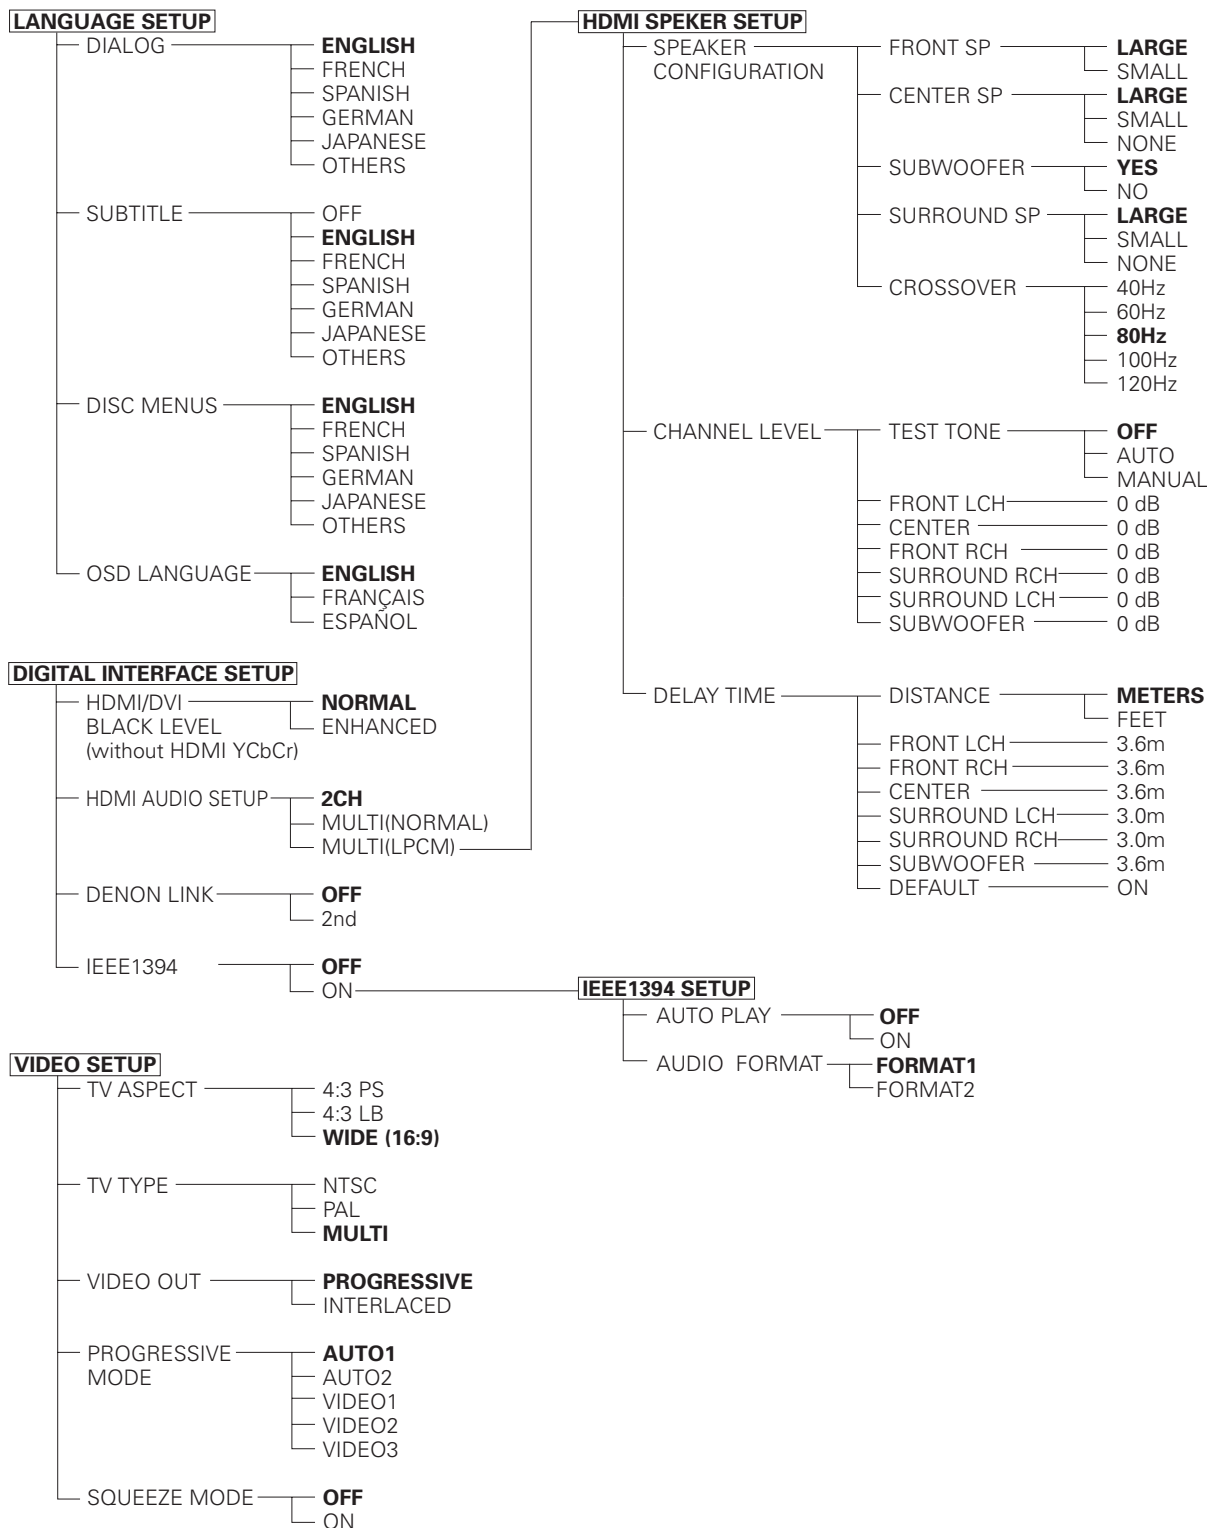 LANGUAGE SETUP
DIALOG
ENGLISH
FRENCH
SPANISH
GERMAN
JAPANESE
OTHERS
SUBTITLE
OFF
ENGLISH
FRENCH
SPANISH
GERMAN
JAPANESE
OTHERS
DISC MENUS
ENGLISH
FRENCH
SPANISH
GERMAN
JAPANESE
OTHERS
OSD LANGUAGE
ENGLISH
FRANÇAIS
ESPAÑOL
DIGITAL INTERFACE SETUP
HDMI/DVI
BLACK LEVEL
(without HDMI YCbCr)
NORMAL
ENHANCED
HDMI AUDIO SETUP
2CH
MULTI(NORMAL)
MULTI(LPCM)
DENON LINK
OFF
2nd
IEEE1394
OFF
ON
VIDEO SETUP
TV ASPECT
4:3 PS
4:3 LB
WIDE (16:9)
TV TYPE
NTSC
PAL
MULTI
VIDEO OUT
PROGRESSIVE
INTERLACED
PROGRESSIVE
MODE
AUTO1
AUTO2
VIDEO1
VIDEO2
VIDEO3
SQUEEZE MODE
OFF
ON
HDMI SPEKER SETUP
SPEAKER
CONFIGURATION
FRONT SP
LARGE
SMALL
CENTER SP
LARGE
SMALL
NONE
SUBWOOFER
YES
NO
SURROUND SP
LARGE
SMALL
NONE
CROSSOVER
40Hz
60Hz
80Hz
100Hz
120Hz
CHANNEL LEVEL
TEST TONE
OFF
AUTO
MANUAL
FRONT LCH 0 dB
CENTER 0 dB
FRONT RCH 0 dB
SURROUND RCH 0 dB
SURROUND LCH 0 dB
SUBWOOFER 0 dB
DELAY TIME
DISTANCE
METERS
FEET
FRONT LCH 3.6m
FRONT RCH 3.6m
CENTER 3.6m
SURROUND LCH 3.0m
SURROUND RCH 3.0m
SUBWOOFER 3.6m
DEFAULT ON
IEEE1394 SETUP
AUTO PLAY
OFF
ON
AUDIO FORMAT
FORMAT1
FORMAT2